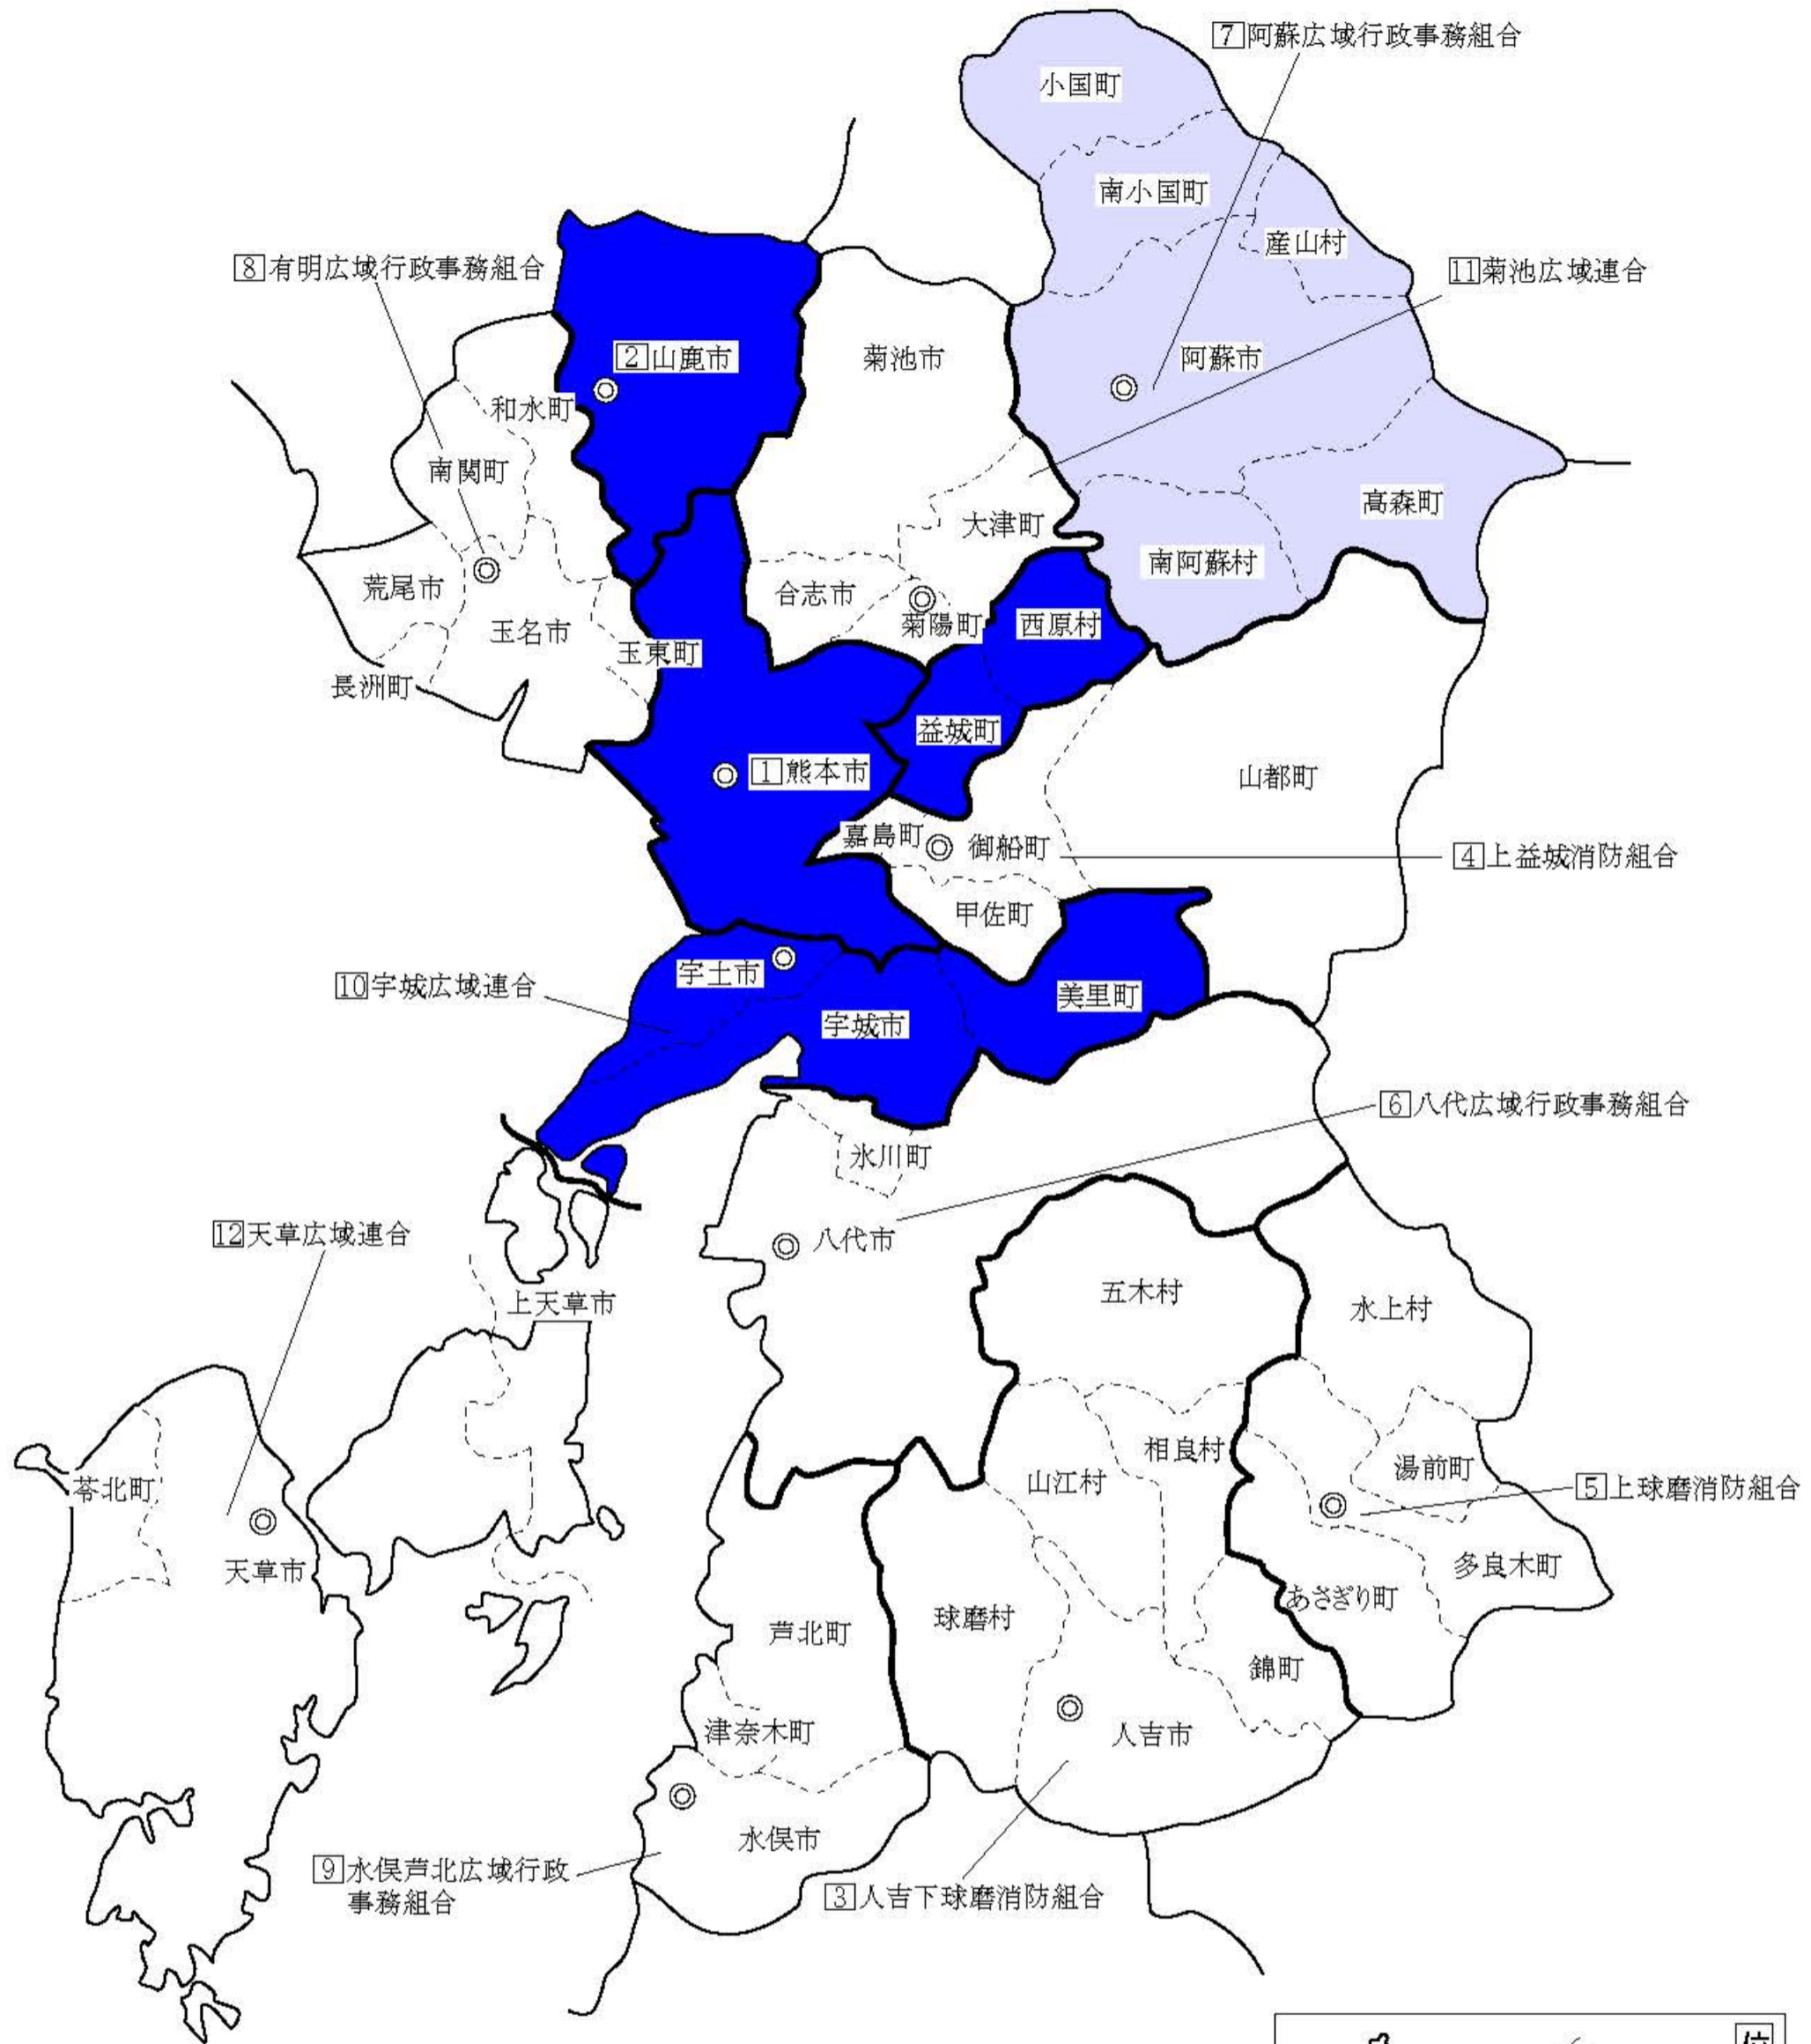 7阿蘇広域行政事務組合
小国町
南小国町
産山村
8有明広域行政事務組合
11菊池広域連合
2山鹿市
菊池市
阿蘇市
和水町
南関町
高森町
大津町
南阿蘇村
荒尾市
合志市
玉名市
菊陽町
西原村
玉東町
長洲町
益城町
1熊本市
山都町
嘉島町
御船町
4上益城消防組合
甲佐町
宇土市
10宇城広域連合
美里町
宇城市
6八代広域行政事務組合
氷川町
12天草広域連合
八代市
上天草市
五木村
水上村
相良村
山江村
湯前町
苓北町
5上球磨消防組合
天草市
多良木町
あさぎり町
球磨村
芦北町
錦町
津奈木町
人吉市
水俣市
9水俣芦北広域行政
事務組合
3人吉下球磨消防組合
位